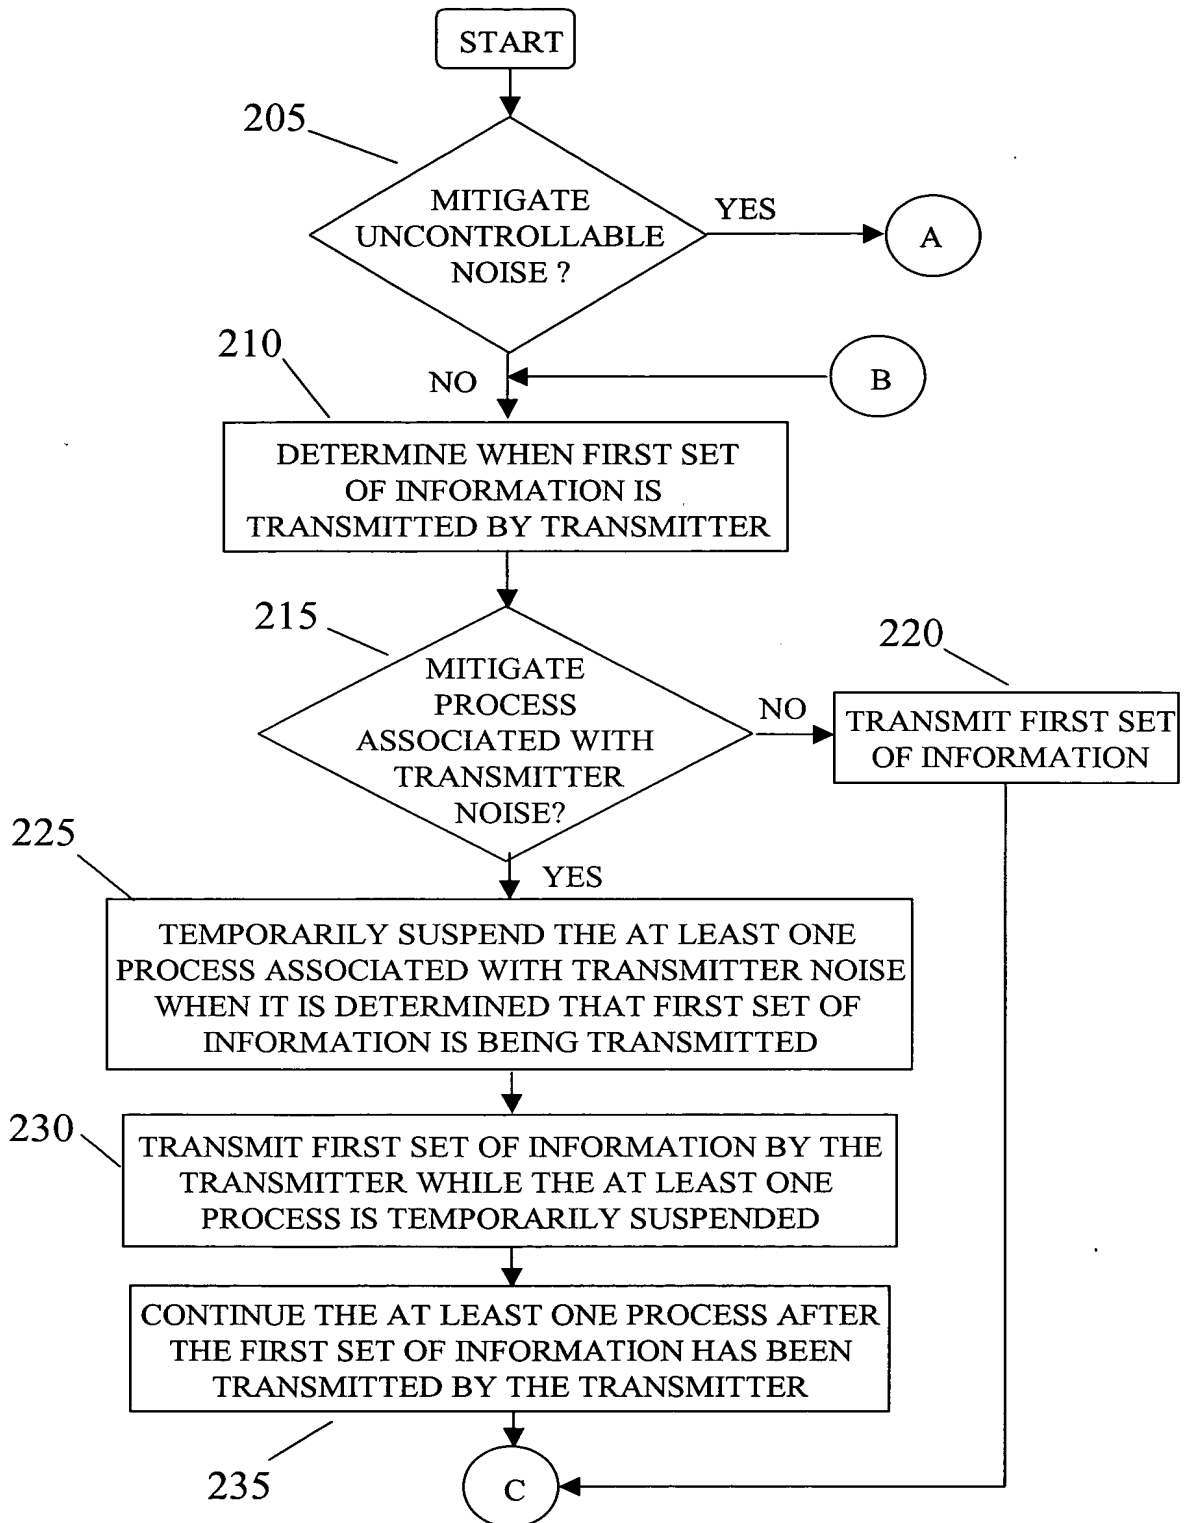 START
205
MITIGATE
UNCONTROLLABLE
NOISE ?
YES
A
210
NO
B
DETERMINE WHEN FIRST SET
OF INFORMATION IS
TRANSMITTED BY TRANSMITTER
215
MITIGATE
PROCESS
ASSOCIATED WITH
TRANSMITTER
NOISE?
NO
220
TRANSMIT FIRST SET
OF INFORMATION
225
YES
TEMPORARILY SUSPEND THE AT LEAST ONE
PROCESS ASSOCIATED WITH TRANSMITTER NOISE
WHEN IT IS DETERMINED THAT FIRST SET OF
INFORMATION IS BEING TRANSMITTED
230
TRANSMIT FIRST SET OF INFORMATION BY THE
TRANSMITTER WHILE THE AT LEAST ONE
PROCESS IS TEMPORARILY SUSPENDED
CONTINUE THE AT LEAST ONE PROCESS AFTER
THE FIRST SET OF INFORMATION HAS BEEN
TRANSMITTED BY THE TRANSMITTER
235
C